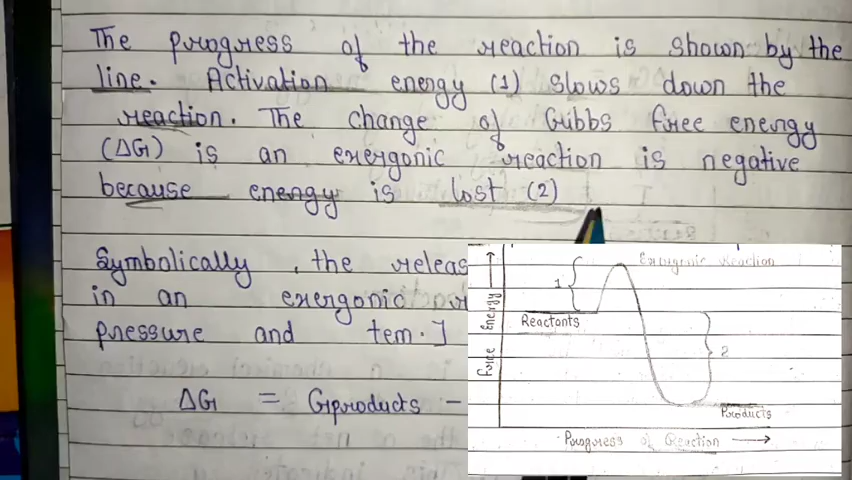 The progress of the reaction is shown by the
line. Activation energy (1) slows down the
reaction. The change of Gibbs free energy
(ΔG) is an exergonic reaction is negative
because energy is lost (2)
Symbolically, the releas
in an exergonic
pressure and tem.]
ΔG = Gproducts -
Exergonic Reaction
1
Reactants
2
Products
Free Energy
Progress of Reaction